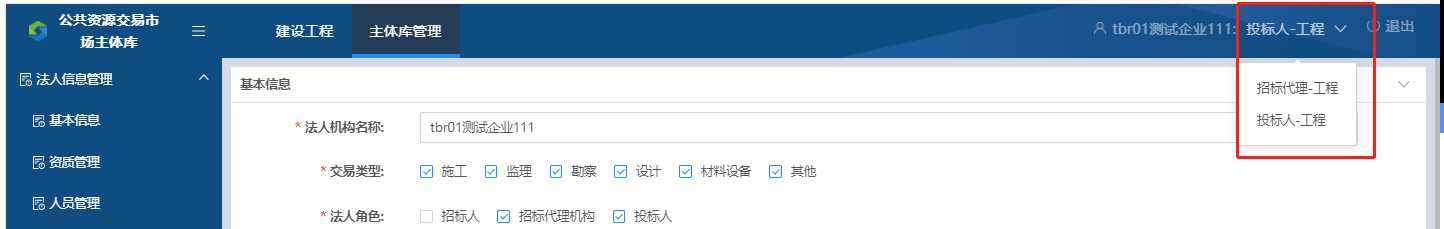 公共资源交易市
场主体库
建设工程
主体库管理
tbr01测试企业111:
投标人-工程
退出
法人信息管理
基本信息
资质管理
人员管理
基本信息
招标代理-工程
投标人-工程
* 法人机构名称:
tbr01测试企业111
* 交易类型:
施工 监理 勘察 设计 材料设备 其他
* 法人角色:
招标人 招标代理机构 投标人